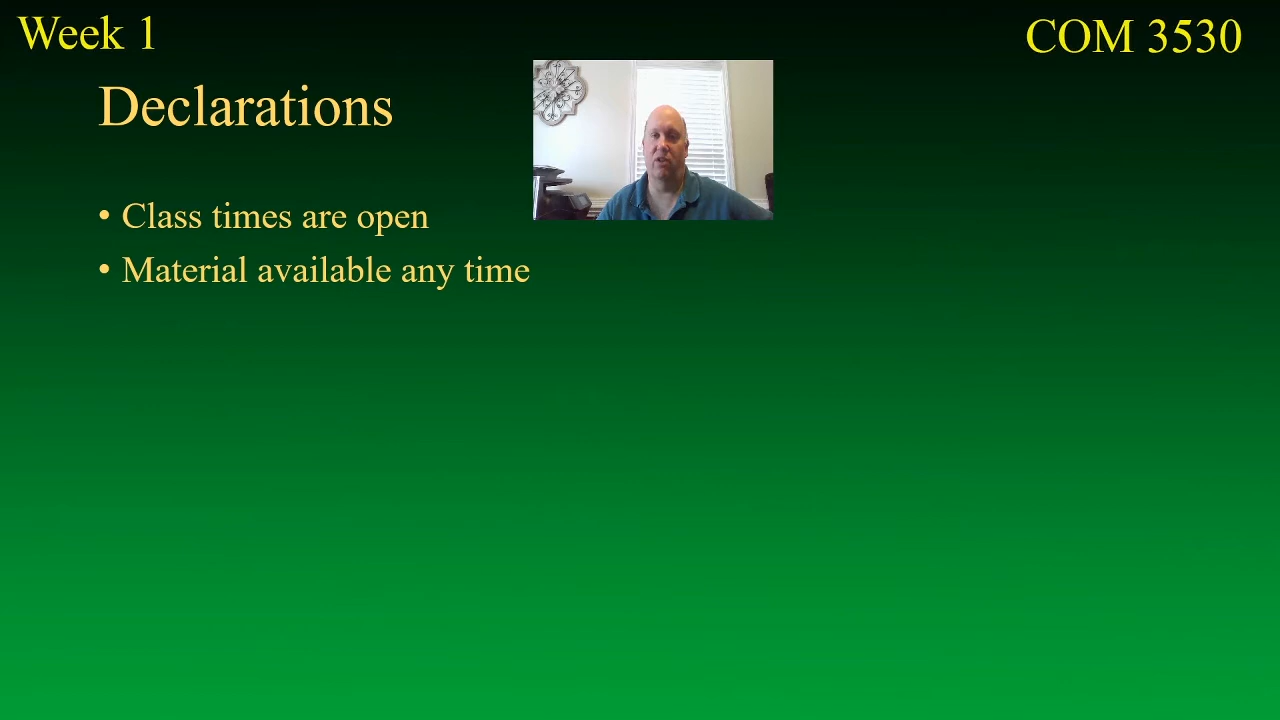 Week 1
COM 3530
Declarations
• Class times are open
• Material available any time